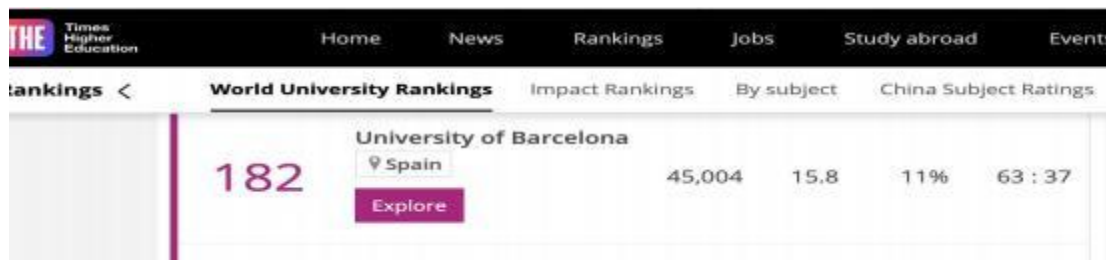 THE Times Higher Education
Home News Rankings Jobs Study abroad Events
Rankings < World University Rankings Impact Rankings By subject China Subject Ratings
University of Barcelona
Spain
182 45,004 15.8 11% 63 : 37
Explore